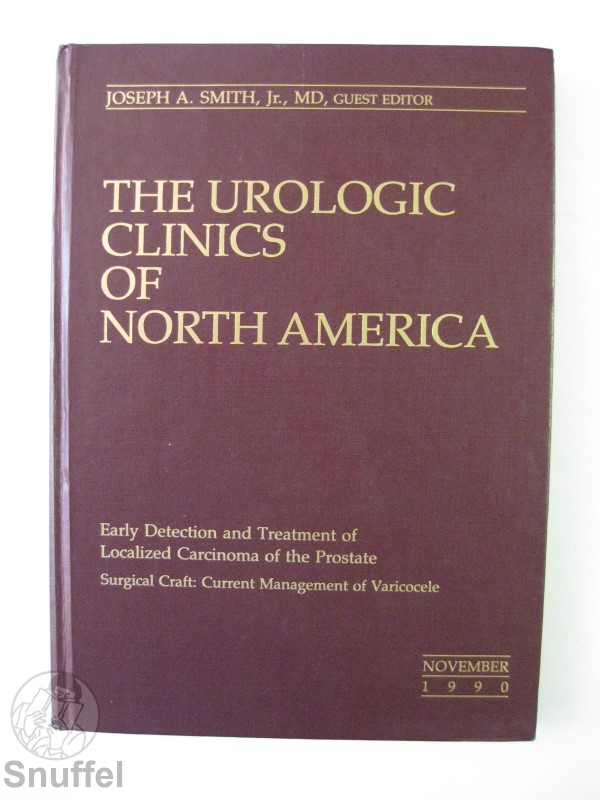 JOSEPH A. SMITH, Jr., MD, GUEST EDITOR
THE UROLOGIC
CLINICS
OF
NORTH AMERICA
Early Detection and Treatment of
Localized Carcinoma of the Prostate
Surgical Craft: Current Management of Varicocele
NOVEMBER
1990
Snuffel